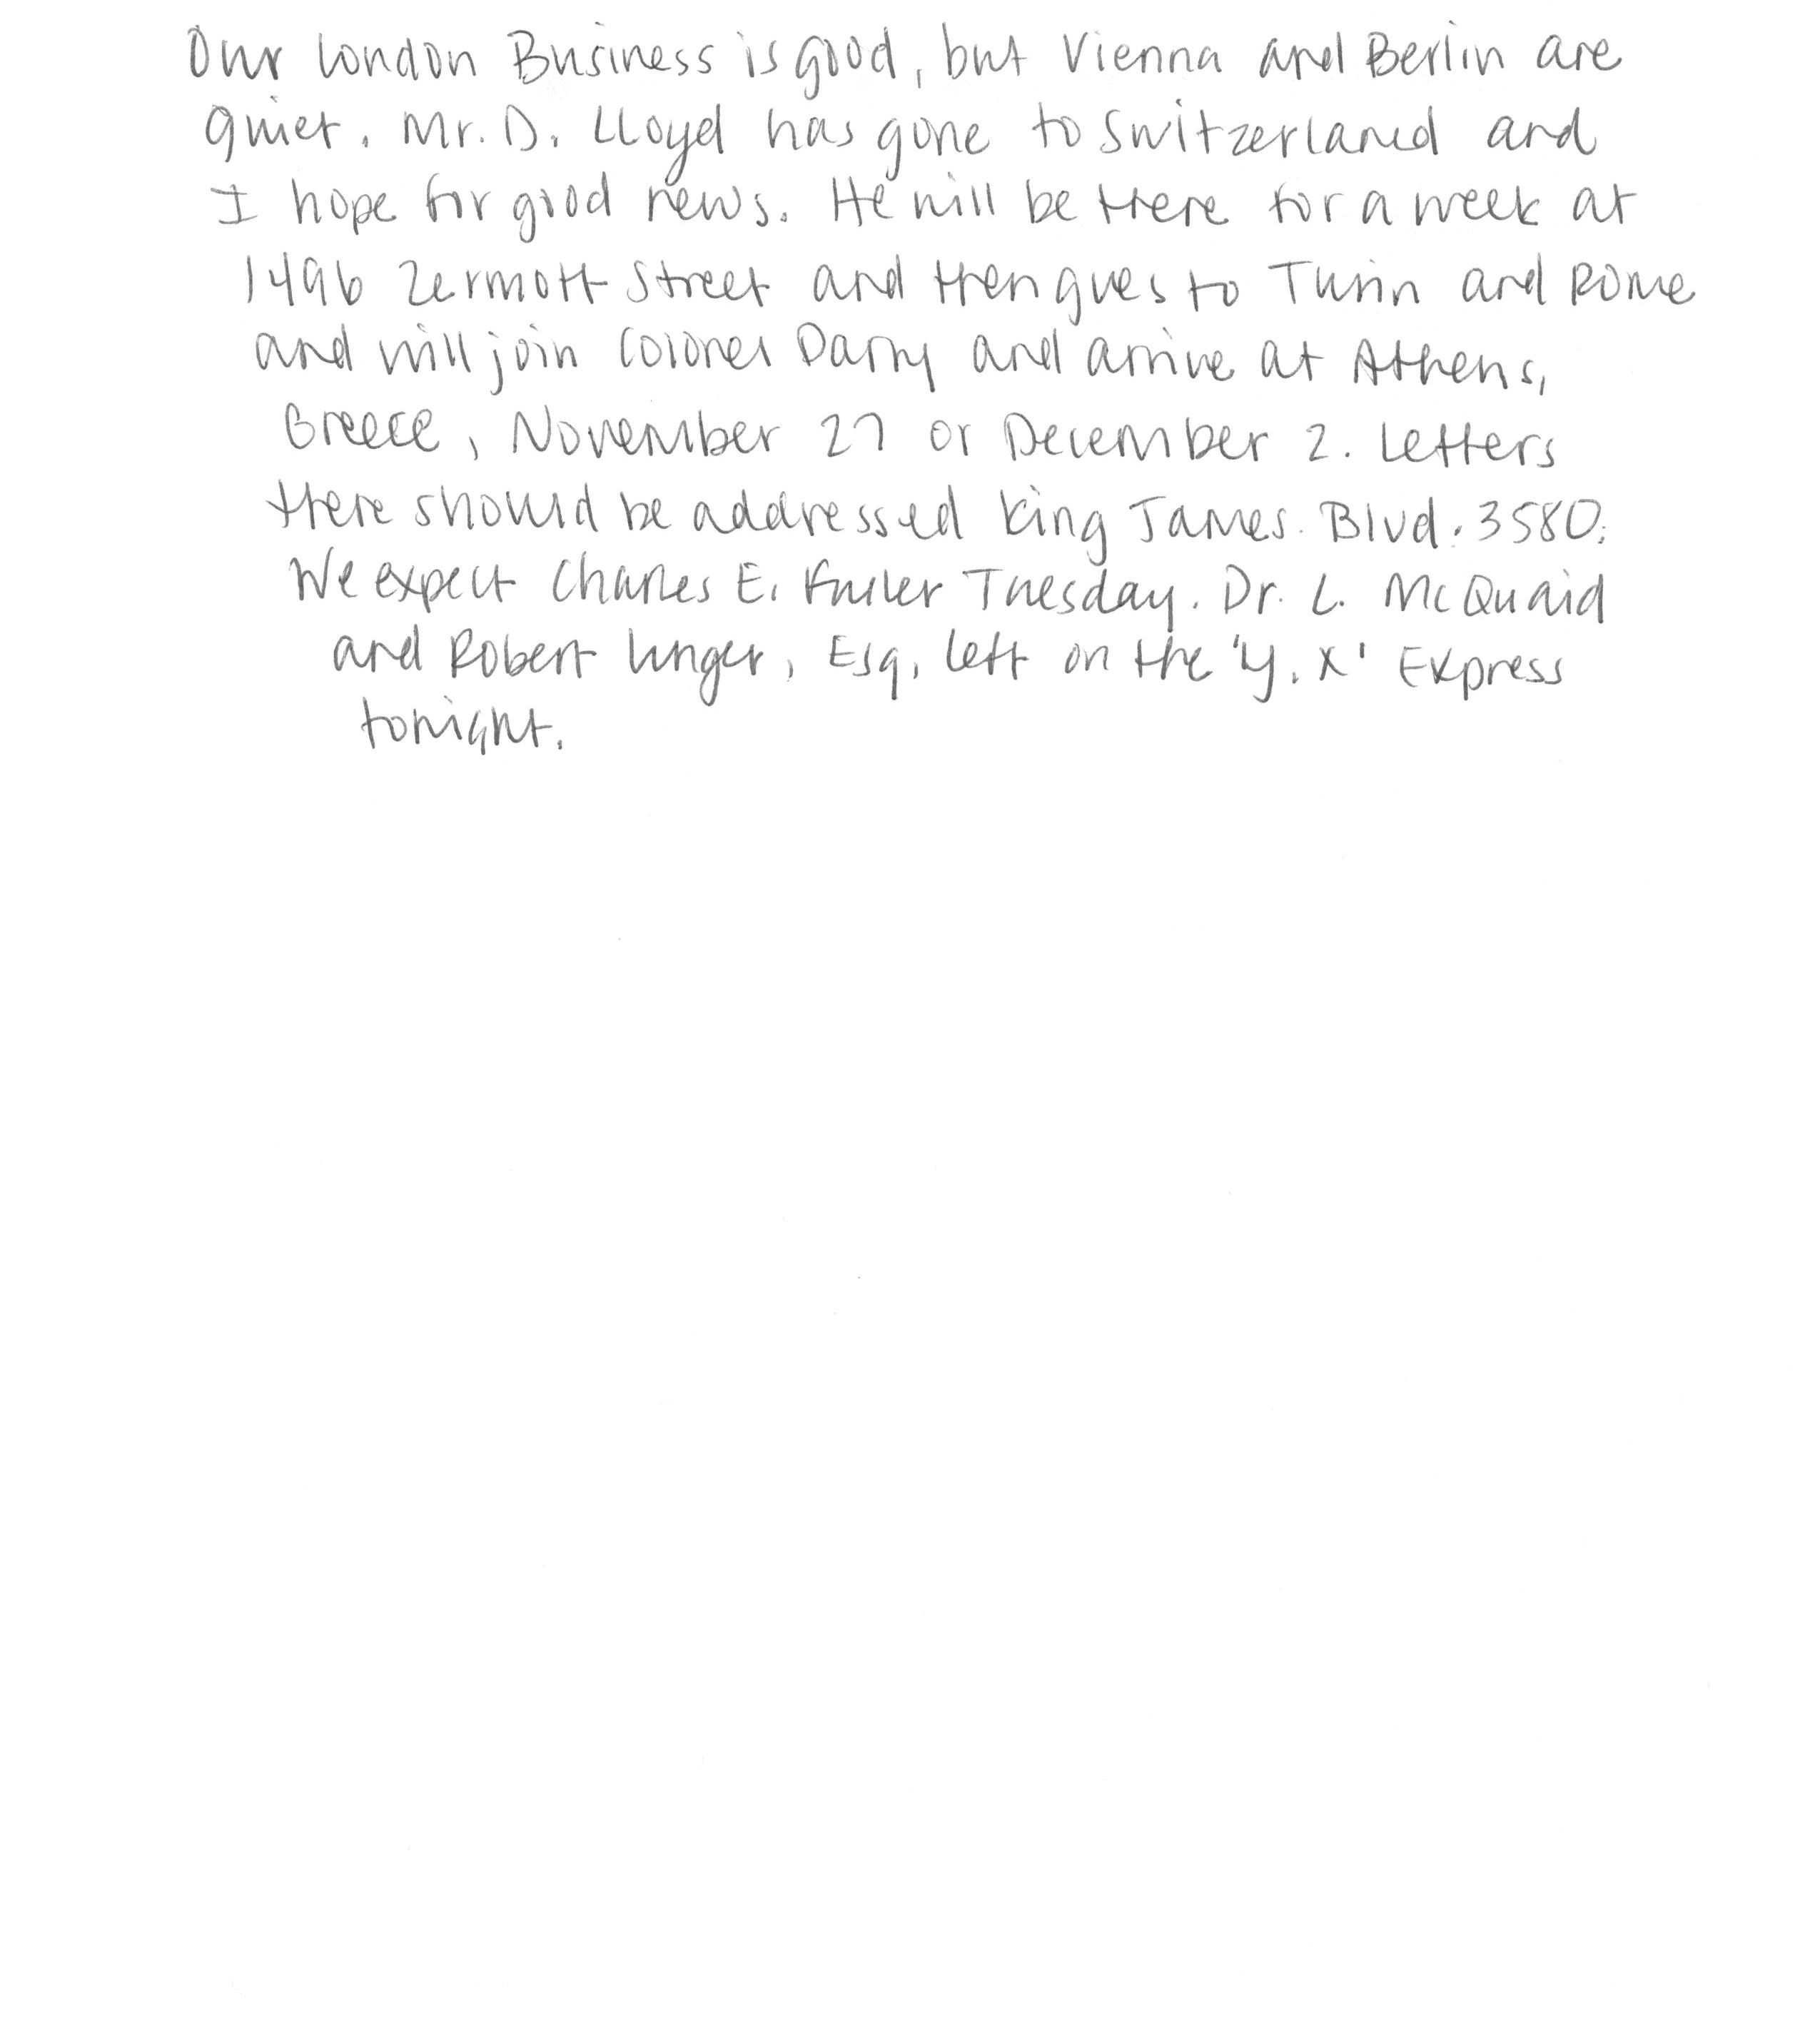 Our London Business is good, but Vienna and Berlin are
quiet. Mr. D. Lloyd has gone to Switzerland and
I hope for good news. He will be there for a week at
1496 Zermott Street and then goes to Turin and Rome
and will join Colonel Parry and arrive at Athens,
Greece, November 27 or December 2. Letters
there should be addressed King James Blvd. 3580.
We expect Charles E. Fuller Tuesday. Dr. L. McQuaid
and Robert Unger, Esq, left on the 'Y. X' Express
tonight.